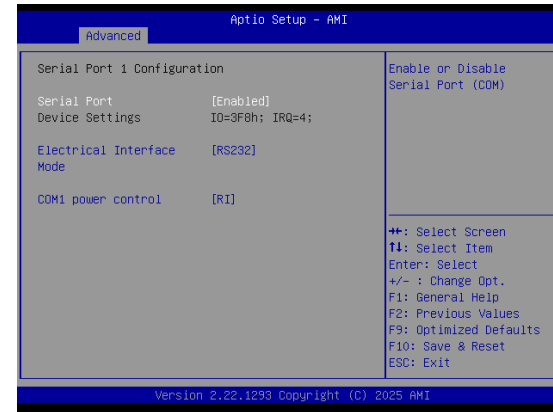 Aptio Setup - AMI
Advanced
Serial Port 1 Configuration
Serial Port [Enabled]
Device Settings IO=3F8h; IRQ=4;
Electrical Interface [RS232]
Mode
COM1 power control [RI]
Enable or Disable
Serial Port (COM)
→←: Select Screen
↑↓: Select Item
Enter: Select
+/- : Change Opt.
F1: General Help
F2: Previous Values
F9: Optimized Defaults
F10: Save & Reset
ESC: Exit
Version 2.22.1293 Copyright (C) 2025 AMI